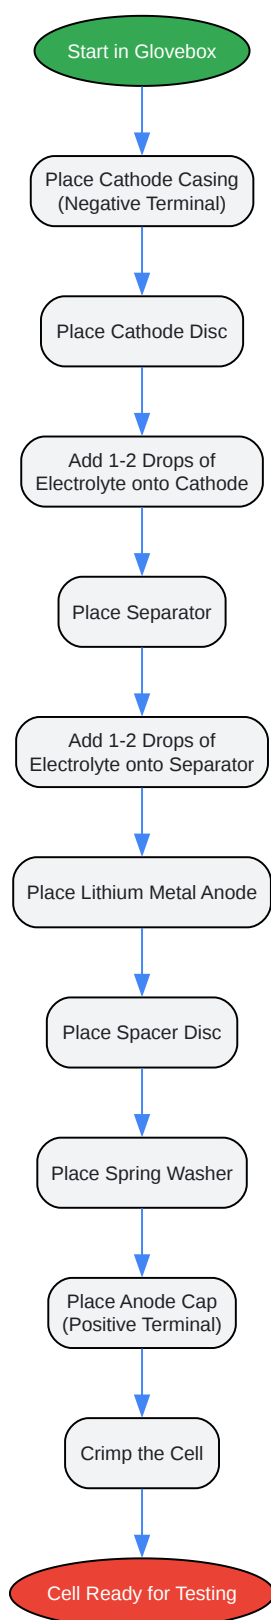 Start in Glovebox
Place Cathode Casing
(Negative Terminal)
Place Cathode Disc
Add 1-2 Drops of
Electrolyte onto Cathode
Place Separator
Add 1-2 Drops of
Electrolyte onto Separator
Place Lithium Metal Anode
Place Spacer Disc
Place Spring Washer
Place Anode Cap
(Positive Terminal)
Crimp the Cell
Cell Ready for Testing